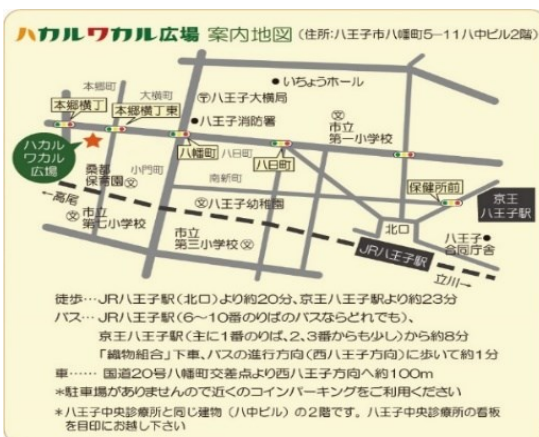 ハカルワカル広場 案内地図 (住所:八王子市八幡町5−11八中ビル2階)
いちょうホール
本郷町
大横町
〒八王子大横局
本郷横丁
本郷横丁東
八王子消防署
市立
第一小学校
ハカル
ワカル
広場
八幡町
八日町
八日町
桑都
保育園
小門町
南新町
保健所前
←高尾
八王子幼稚園
京王
八王子駅
市立
第七小学校
北口
市立
第三小学校
JR八王子駅
八王子
合同庁舎
立川→
徒歩…JR八王子駅(北口)より約20分、京王八王子駅より約23分
バス…JR八王子駅(6〜10番のりばのバスならどれでも)、
京王八王子駅(主に1番のりば、2、3番からも少し)から約8分
「織物組合」下車、バスの進行方向(西八王子方向)に歩いて約1分
車……国道20号八幡町交差点より西八王子方向へ約100m
*駐車場がありませんので近くのコインパーキングをご利用ください
*八王子中央診療所と同じ建物(八中ビル)の2階です。八王子中央診療所の看板
を目印にお越し下さい